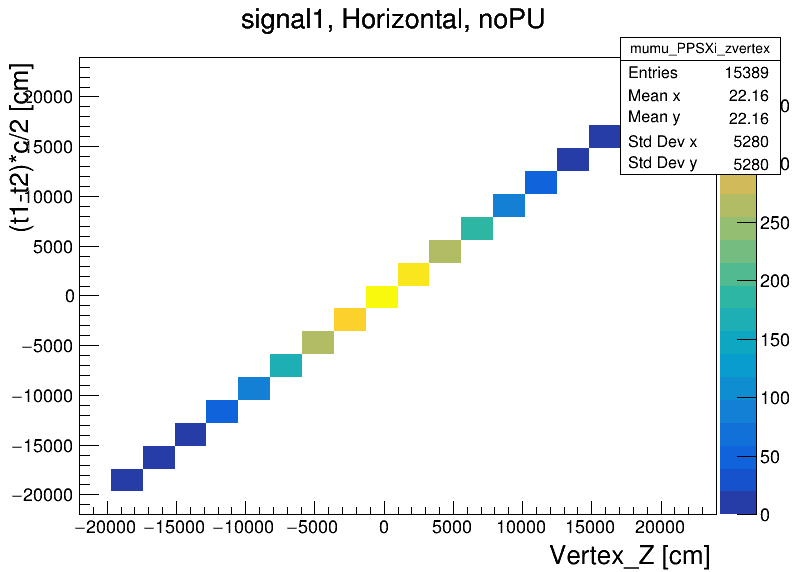 signal1, Horizontal, noPU
mumu_PPSXi_zvertex
Entries 15389
Mean x 22.16
Mean y 22.16
Std Dev x 5280
Std Dev y 5280
(t1-t2)*c/2 [cm]
20000
15000
10000
5000
0
−5000
−10000
−15000
−20000
−20000 −15000 −10000 −5000 0 5000 10000 15000 20000
Vertex_Z [cm]
250
200
150
100
50
0